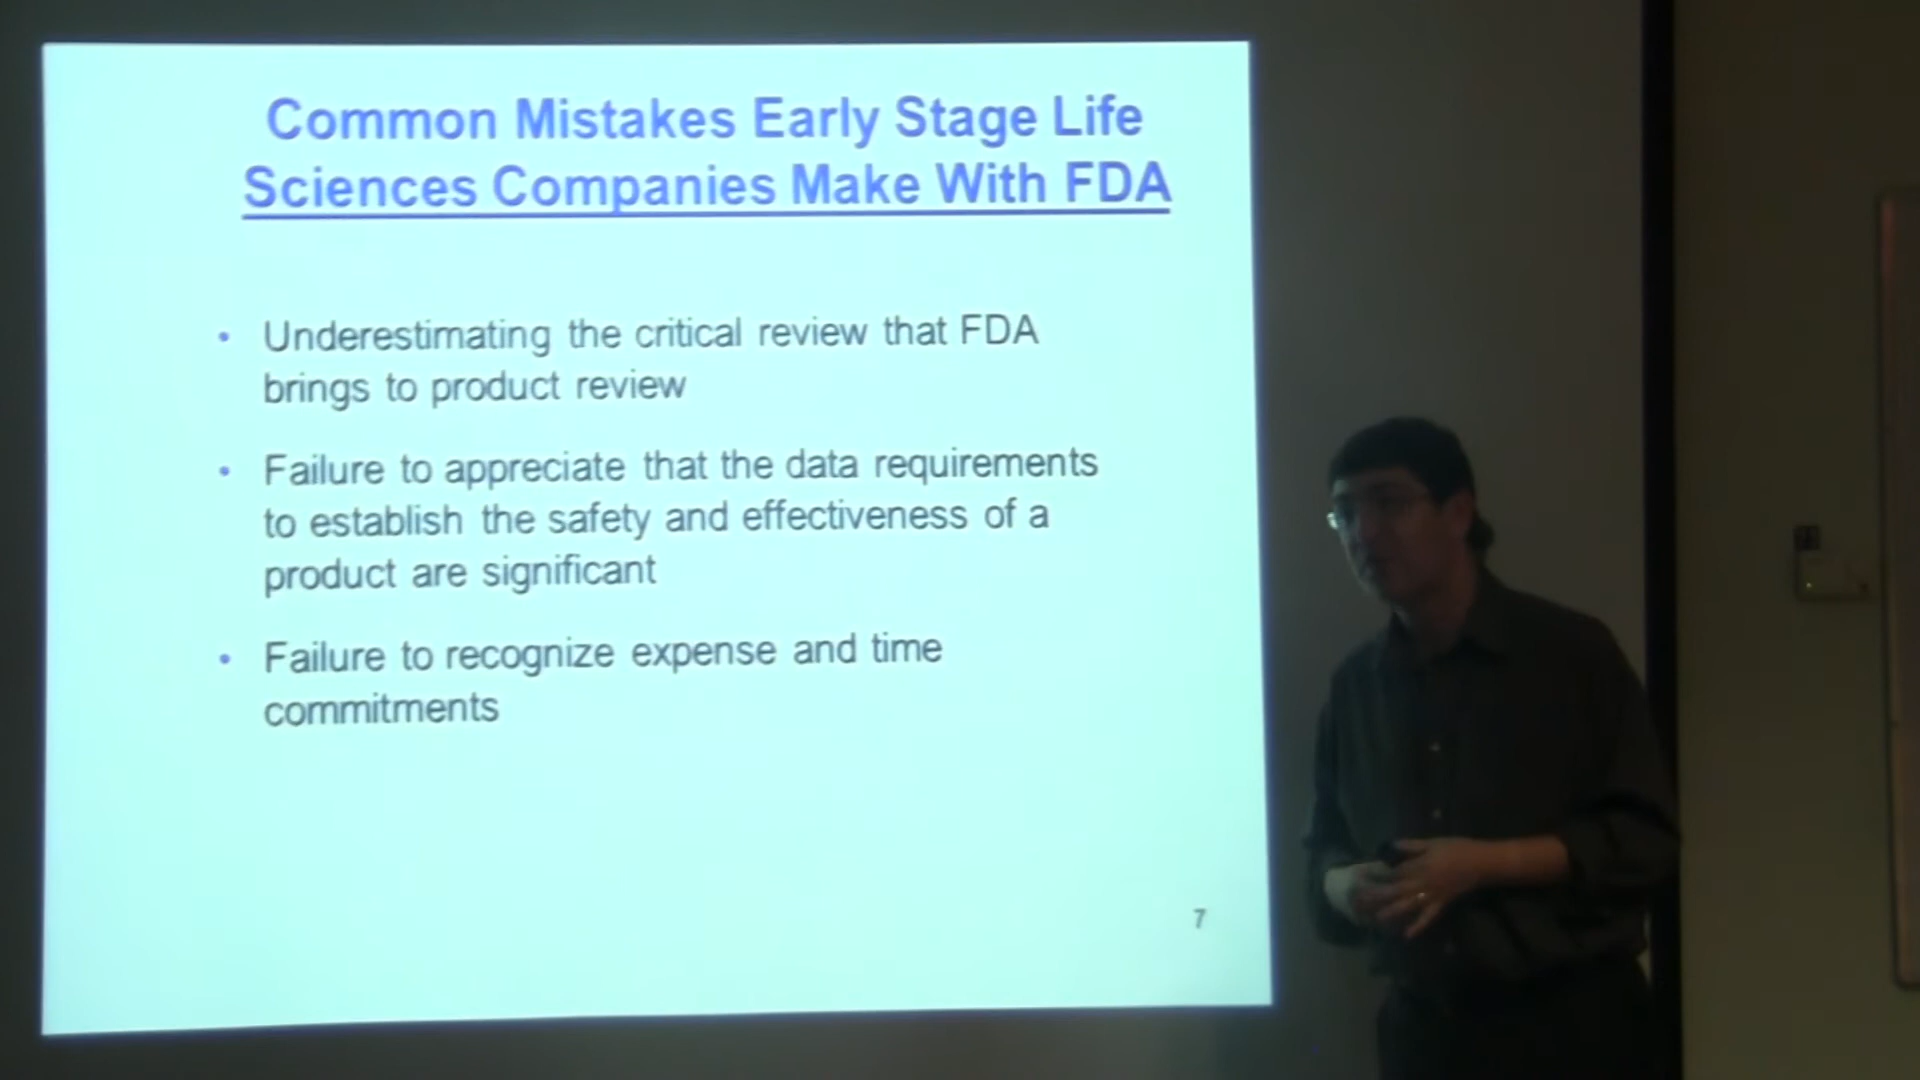 Common Mistakes Early Stage Life
Sciences Companies Make With FDA
• Underestimating the critical review that FDA
brings to product review
• Failure to appreciate that the data requirements
to establish the safety and effectiveness of a
product are significant
• Failure to recognize expense and time
commitments
7